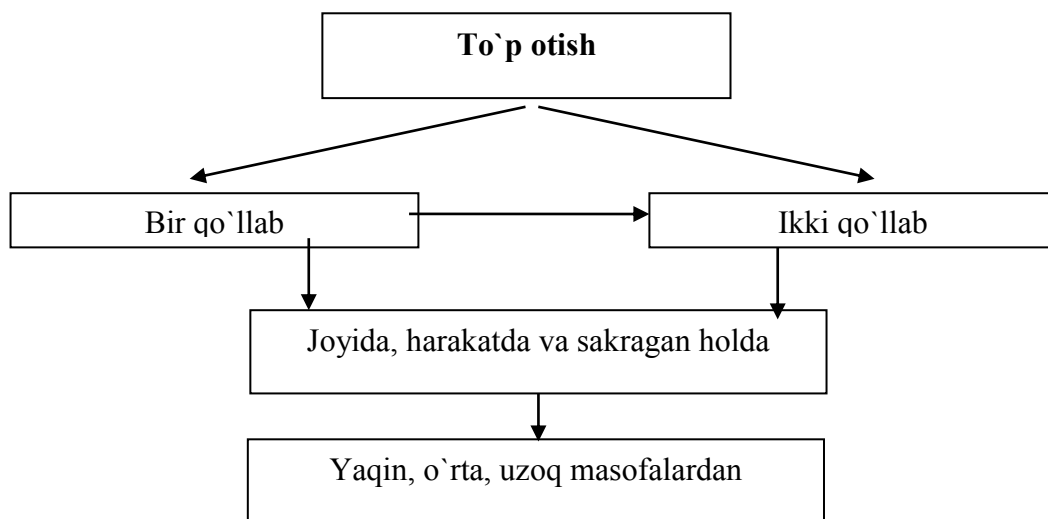 To`p otish
Bir qo`llab
Ikki qo`llab
Joyida, harakatda va sakragan holda
Yaqin, o`rta, uzoq masofalardan